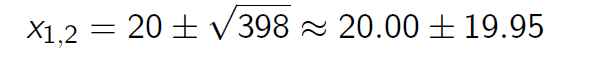 x₁,₂ = 20 ± √398 ≈ 20.00 ± 19.95